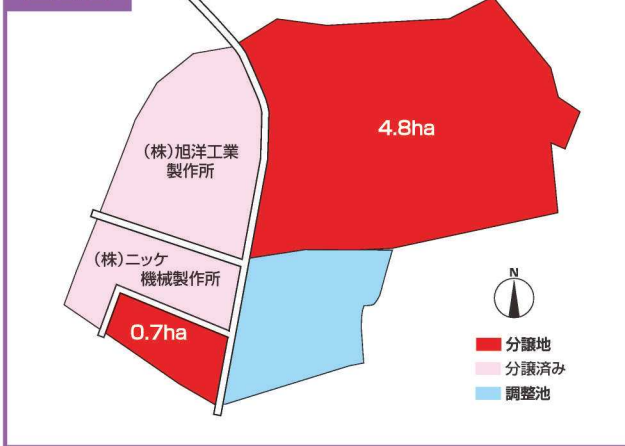 4.8ha
(株)旭洋工業
製作所
(株)ニッケ
機械製作所
0.7ha
N
分譲地
分譲済み
調整池